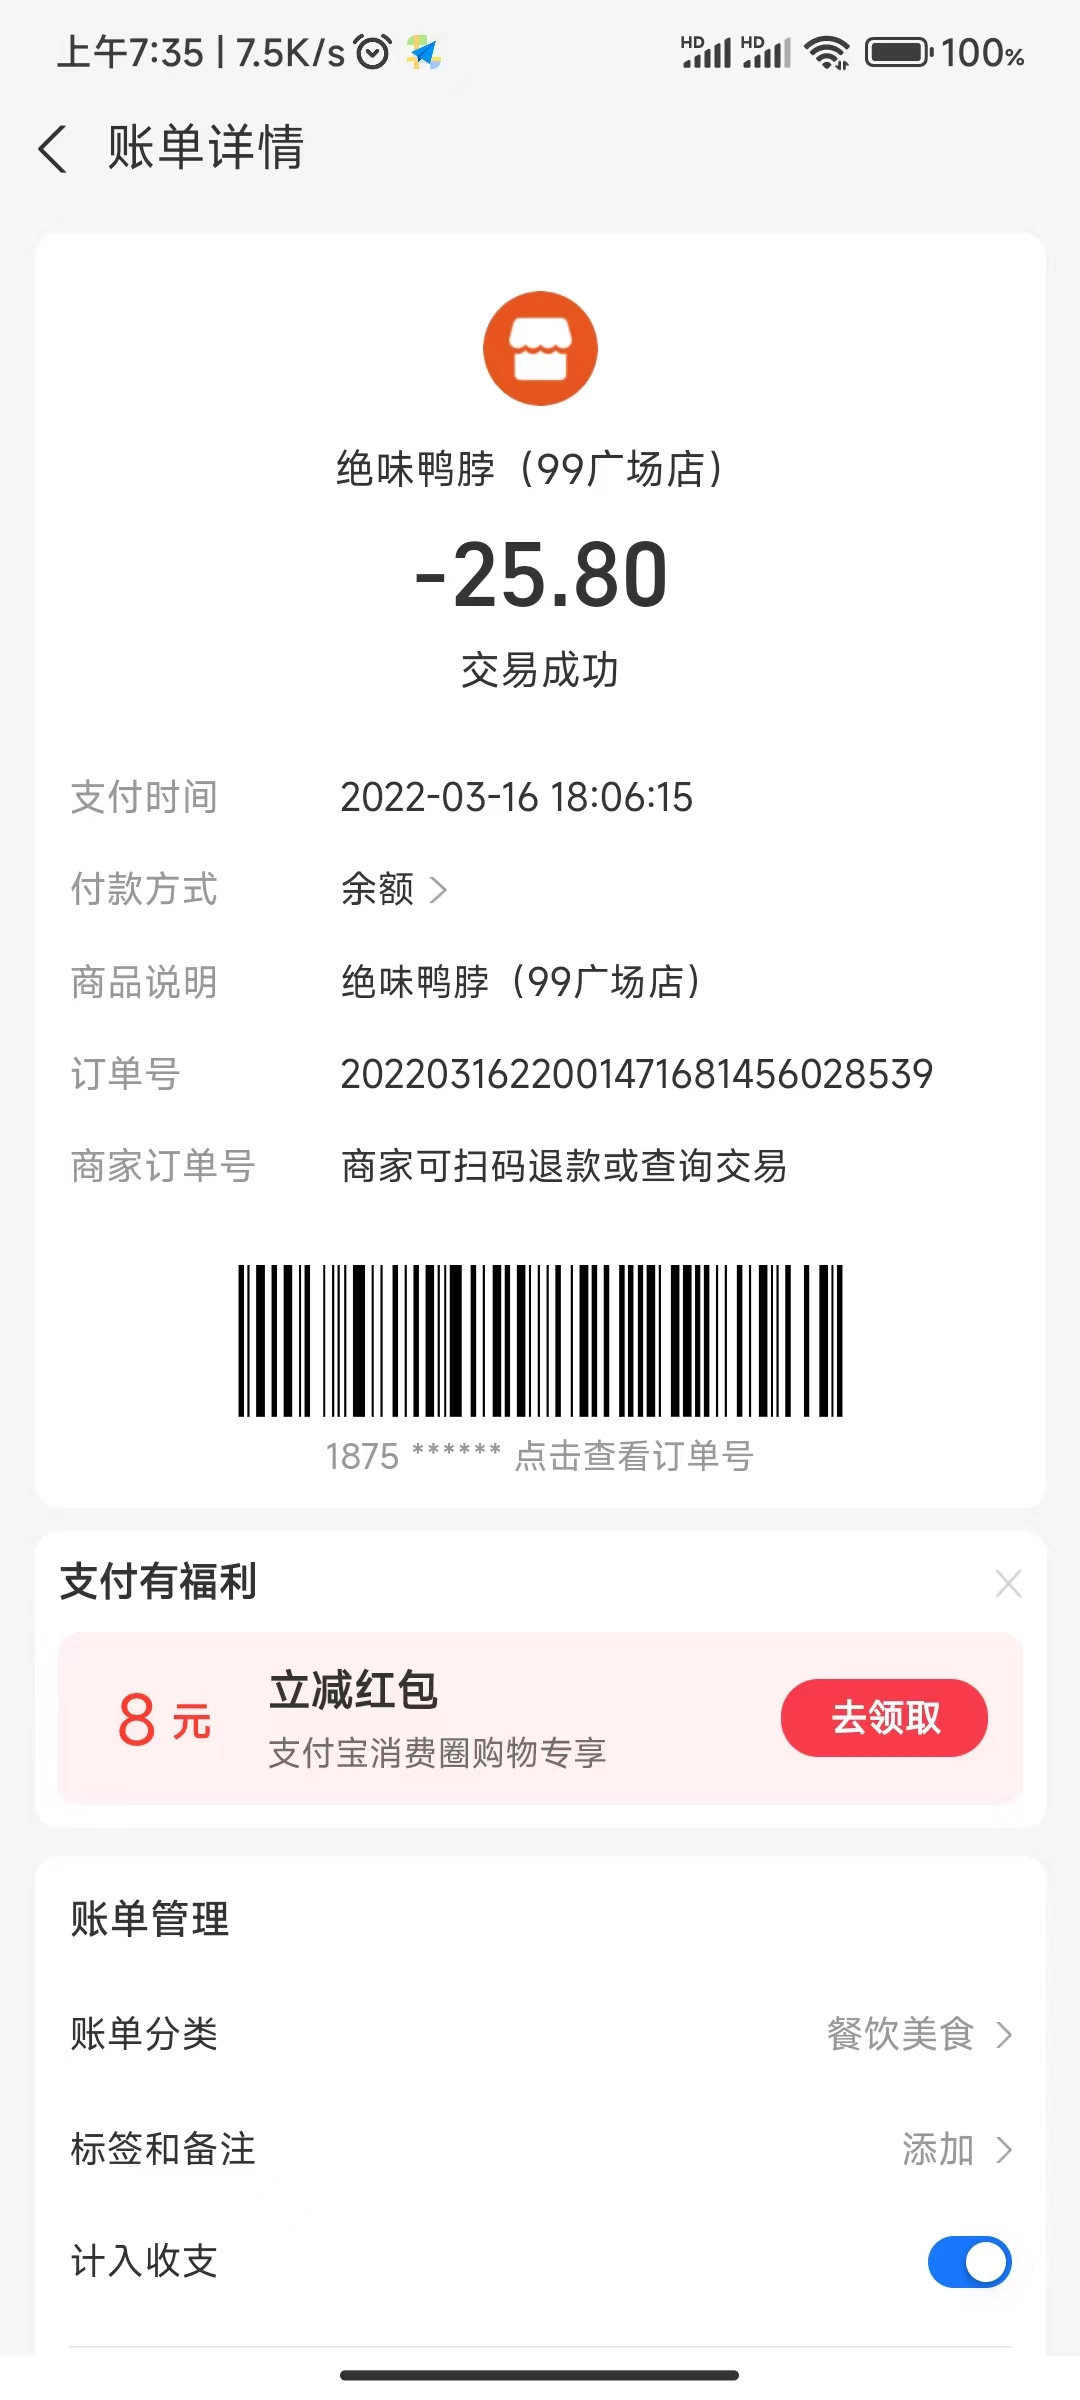 上午7:35 | 7.5K/s
HD HD 100%
账单详情
绝味鸭脖（99广场店）
-25.80
交易成功
支付时间 2022-03-16 18:06:15
付款方式 余额
商品说明 绝味鸭脖（99广场店）
订单号 2022031622001471681456028539
商家订单号 商家可扫码退款或查询交易
1875 ****** 点击查看订单号
支付有福利
8 元 立减红包 去领取
支付宝消费圈购物专享
账单管理
账单分类 餐饮美食
标签和备注 添加
计入收支